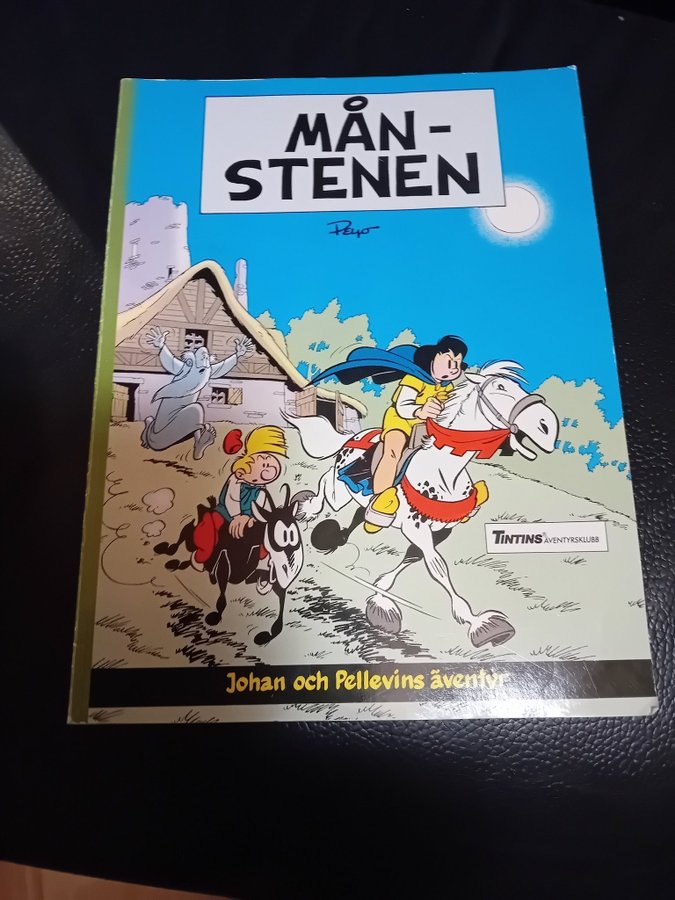 MÅN-
STENEN
Peyo
TINTINS ÄVENTYRSKLUBB
Johan och Pellevins äventyr